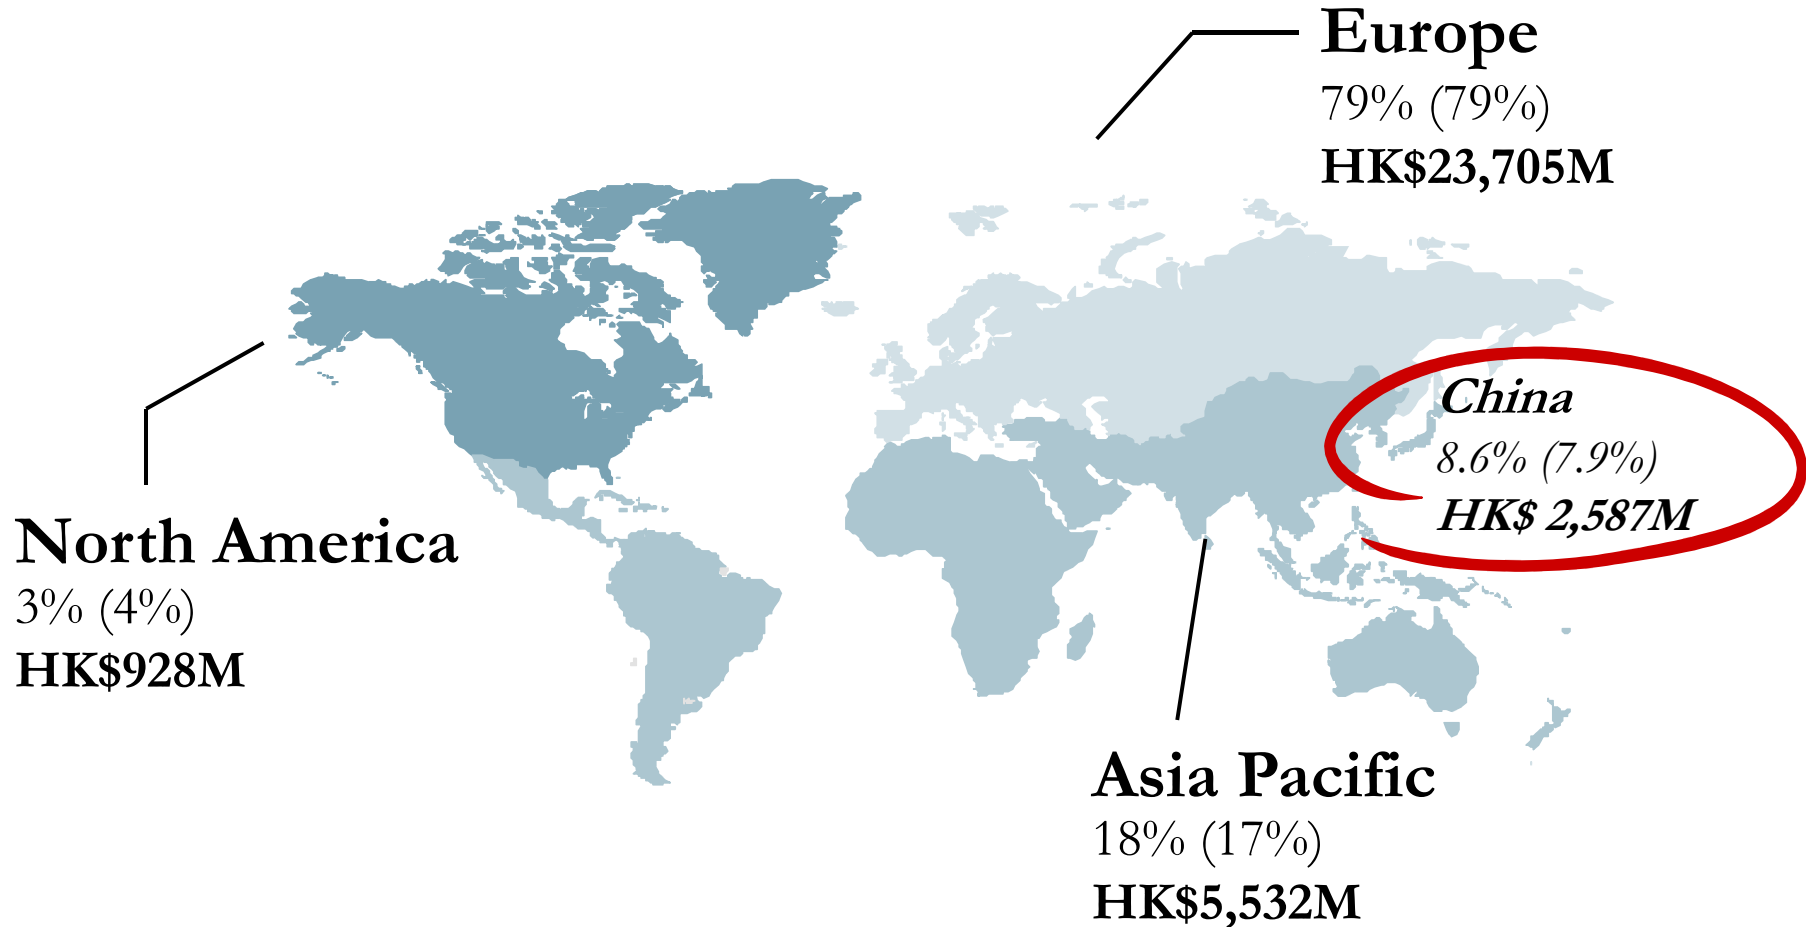 Europe
79% (79%)
HK$23,705M
China
8.6% (7.9%)
HK$ 2,587M
North America
3% (4%)
HK$928M
Asia Pacific
18% (17%)
HK$5,532M